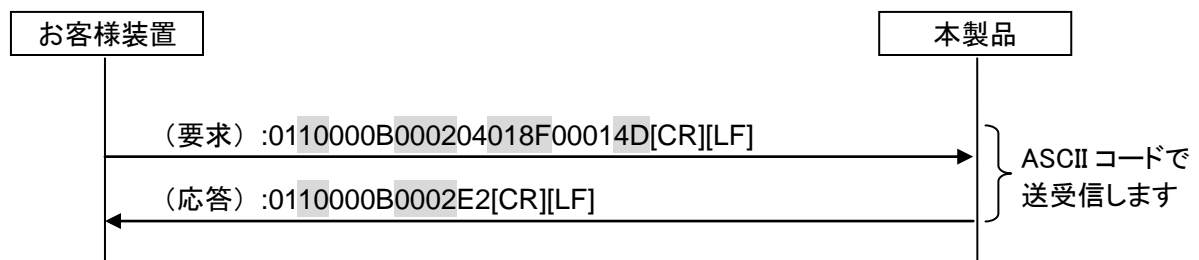 お客様装置
本製品
（要求）:0110000B000204018F00014D[CR][LF]
ASCII コードで
送受信します
（応答）:0110000B0002E2[CR][LF]